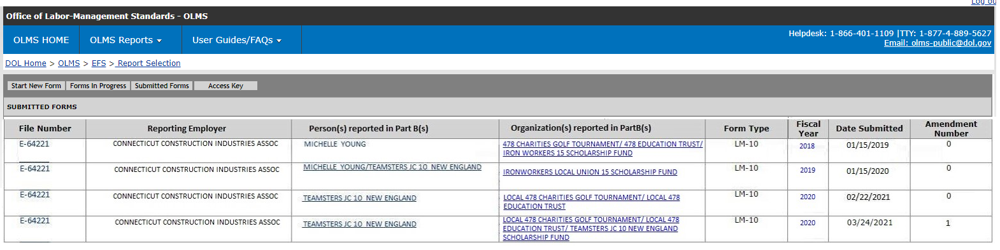 Log ou
Office of Labor-Management Standards - OLMS
OLMS HOME OLMS Reports User Guides/FAQs
Helpdesk: 1-866-401-1109 |TTY: 1-877-4-889-5627
Email: olms-public@dol.gov
DOL Home > OLMS > EFS > Report Selection
Start New Form Forms In Progress Submitted Forms Access Key
SUBMITTED FORMS
File Number Reporting Employer Person(s) reported in Part B(s) Organization(s) reported in PartB(s) Form Type Fiscal Year Date Submitted Amendment Number
E-64221 CONNECTICUT CONSTRUCTION INDUSTRIES ASSOC MICHELLE YOUNG 478 CHARITIES GOLF TOURNAMENT/ 478 EDUCATION TRUST/ LM-10 2018 01/15/2019 0
IRON WORKERS 15 SCHOLARSHIP FUND
E-64221 CONNECTICUT CONSTRUCTION INDUSTRIES ASSOC MICHELLE YOUNG/TEAMSTERS JC 10 NEW ENGLAND IRONWORKERS LOCAL UNION 15 SCHOLARSHIP FUND LM-10 2019 01/15/2020 0
E-64221 CONNECTICUT CONSTRUCTION INDUSTRIES ASSOC TEAMSTERS JC 10 NEW ENGLAND LOCAL 478 CHARITIES GOLF TOURNAMENT/ LOCAL 478 LM-10 2020 02/22/2021 0
EDUCATION TRUST
E-64221 CONNECTICUT CONSTRUCTION INDUSTRIES ASSOC TEAMSTERS JC 10 NEW ENGLAND LOCAL 478 CHARITIES GOLF TOURNAMENT/ LOCAL 478 LM-10 2020 03/24/2021 1
EDUCATION TRUST/ TEAMSTERS JC 10 NEW ENGLAND
SCHOLARSHIP FUND